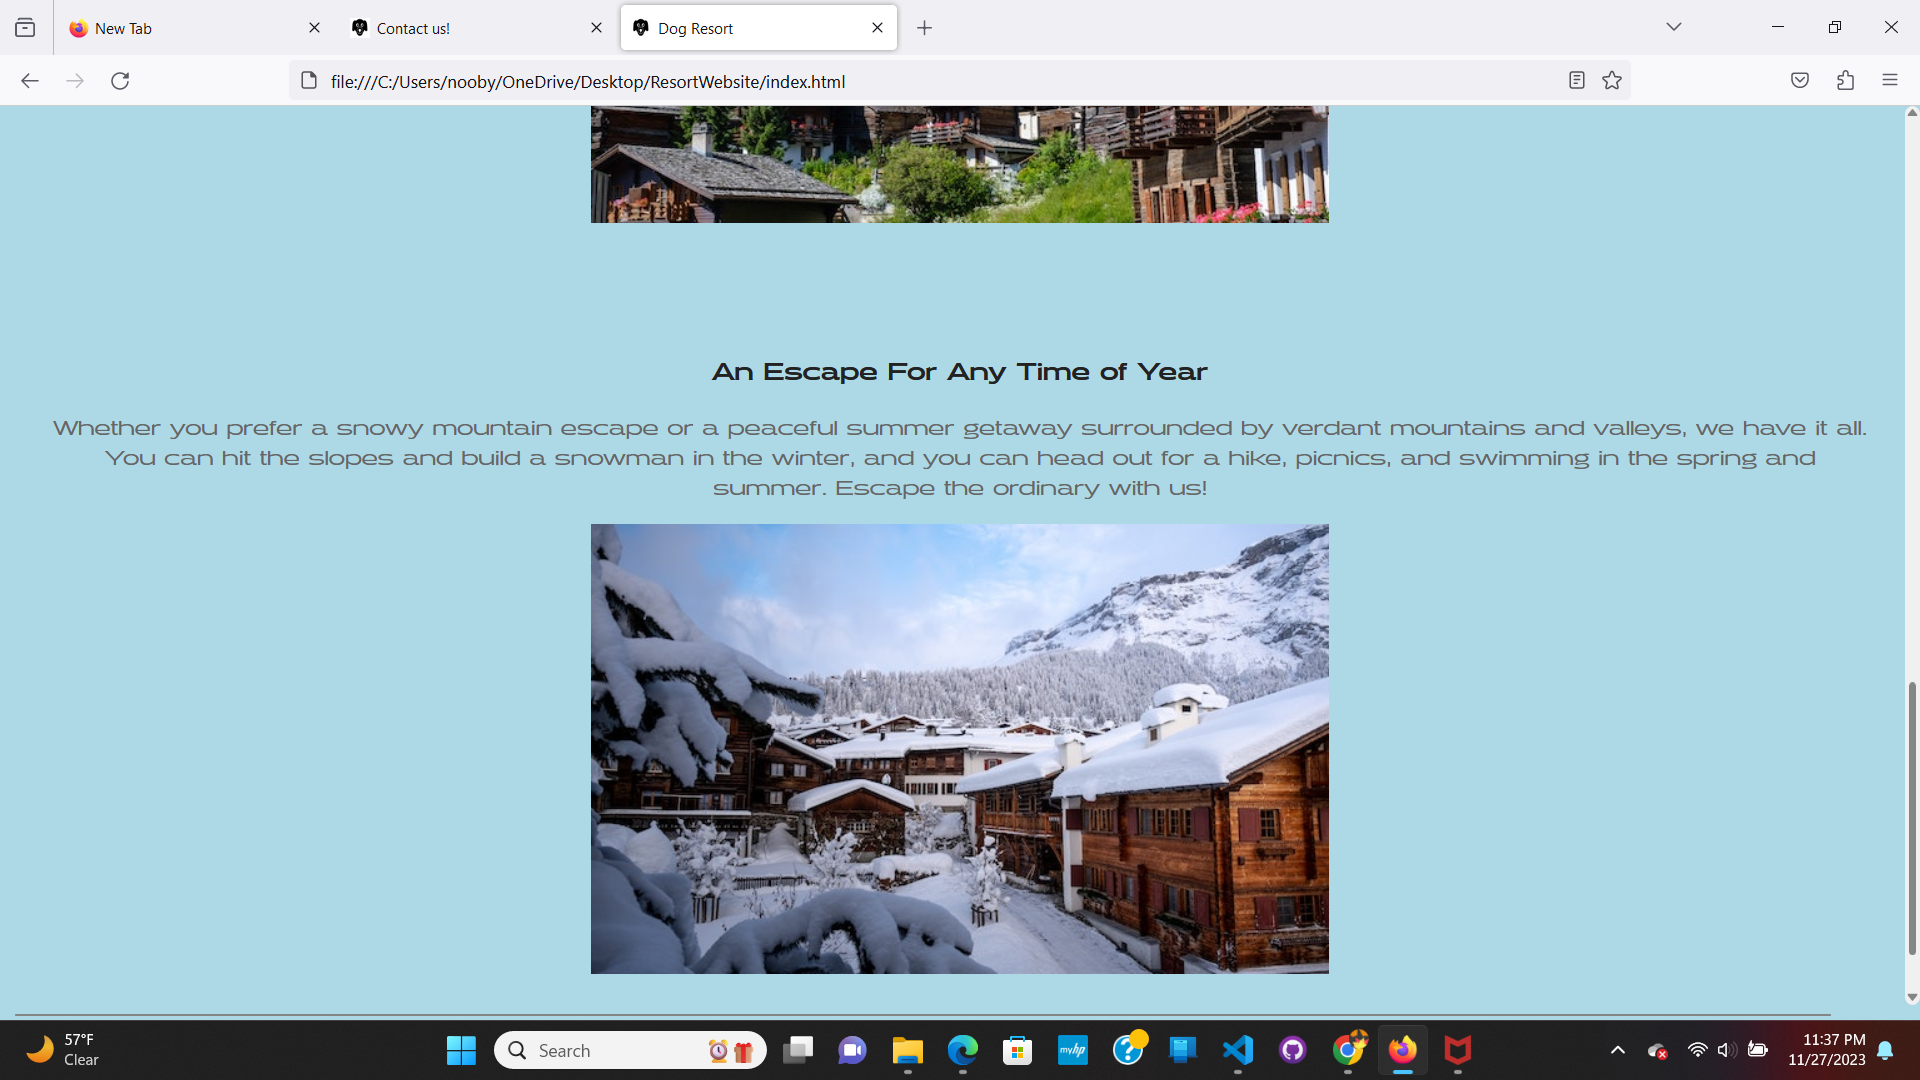 New Tab
Contact us!
Dog Resort
file:///C:/Users/nooby/OneDrive/Desktop/ResortWebsite/index.html
An Escape For Any Time of Year
Whether you prefer a snowy mountain escape or a peaceful summer getaway surrounded by verdant mountains and valleys, we have it all.
You can hit the slopes and build a snowman in the winter, and you can head out for a hike, picnics, and swimming in the spring and
summer. Escape the ordinary with us!
57°F
Clear
Search
myhp
11:37 PM
11/27/2023